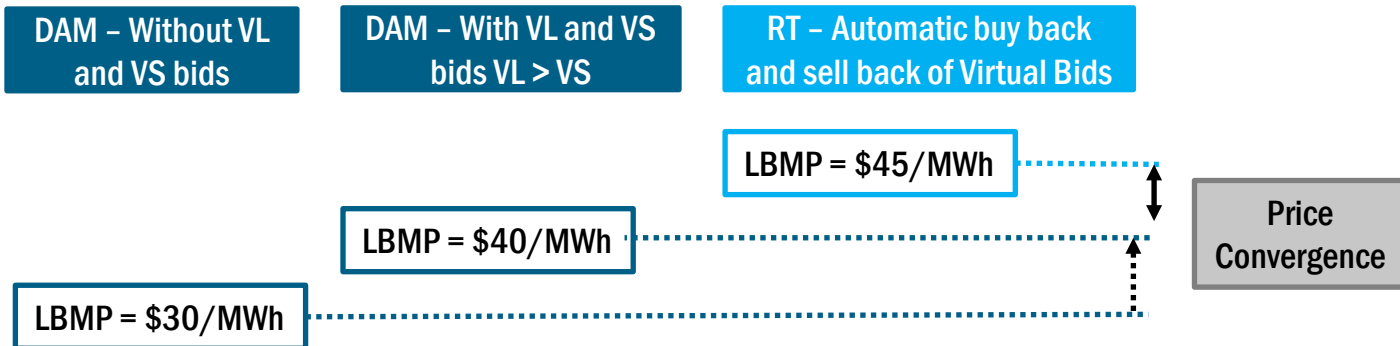 DAM – Without VL
and VS bids
DAM – With VL and VS
bids VL > VS
RT – Automatic buy back
and sell back of Virtual Bids
LBMP = $45/MWh
Price
Convergence
LBMP = $40/MWh
LBMP = $30/MWh